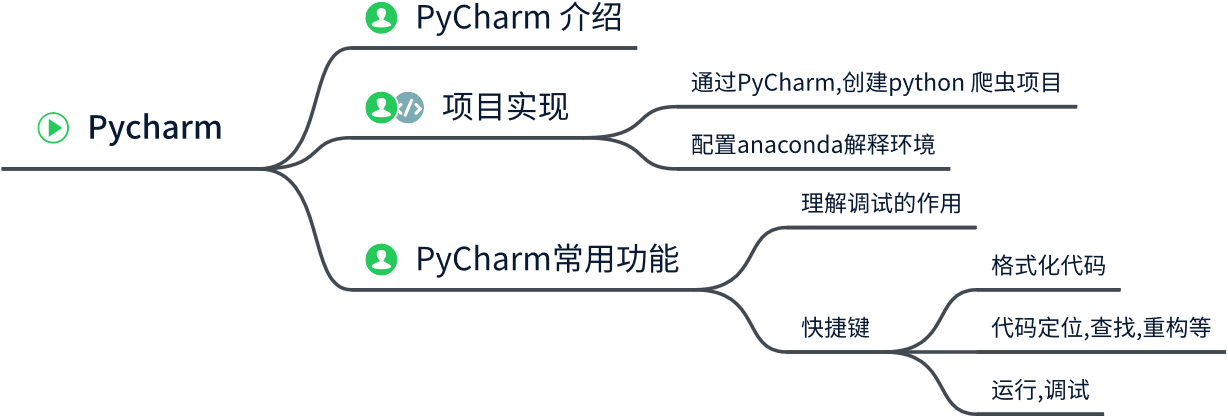 PyCharm 介绍
项目实现
通过PyCharm,创建python 爬虫项目
Pycharm
配置anaconda解释环境
理解调试的作用
PyCharm常用功能
格式化代码
快捷键
代码定位,查找,重构等
运行,调试